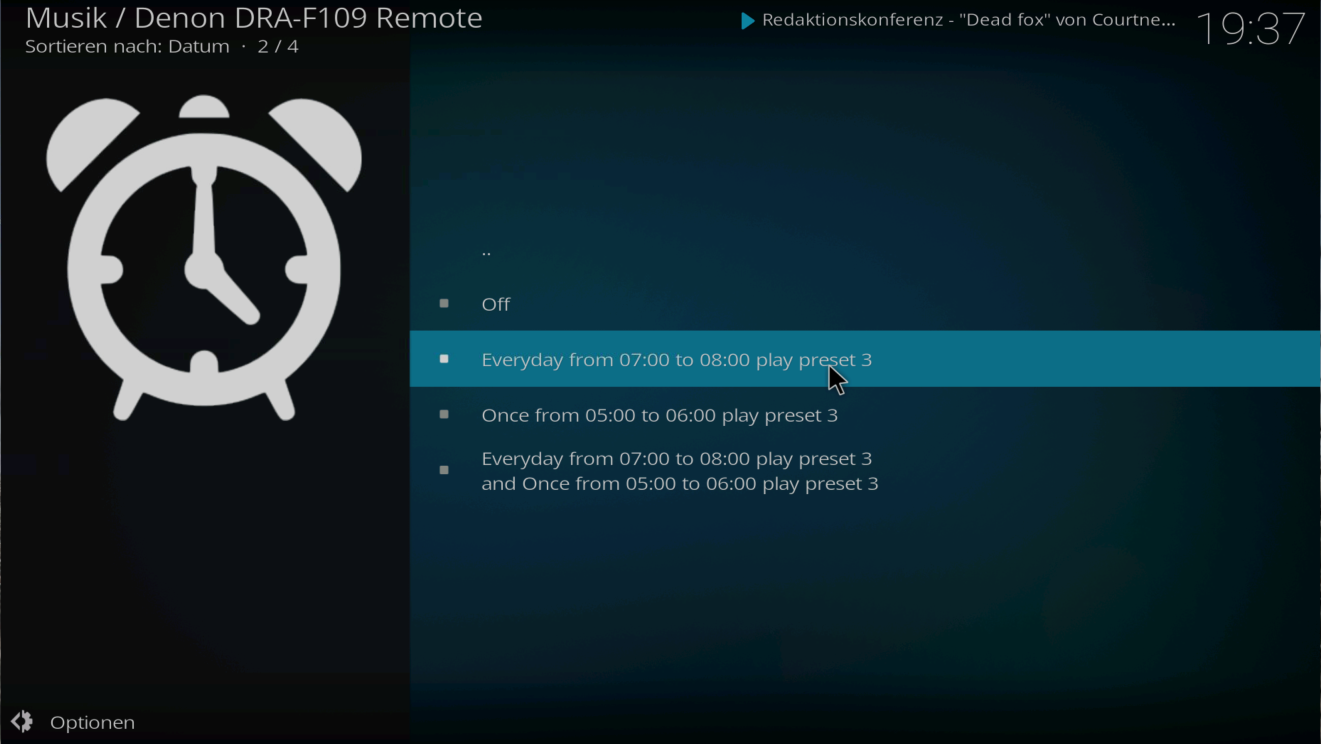 Musik / Denon DRA-F109 Remote
Sortieren nach: Datum · 2 / 4
Redaktionskonferenz - "Dead fox" von Courtne...
19:37
..
Off
Everyday from 07:00 to 08:00 play preset 3
Once from 05:00 to 06:00 play preset 3
Everyday from 07:00 to 08:00 play preset 3
and Once from 05:00 to 06:00 play preset 3
Optionen